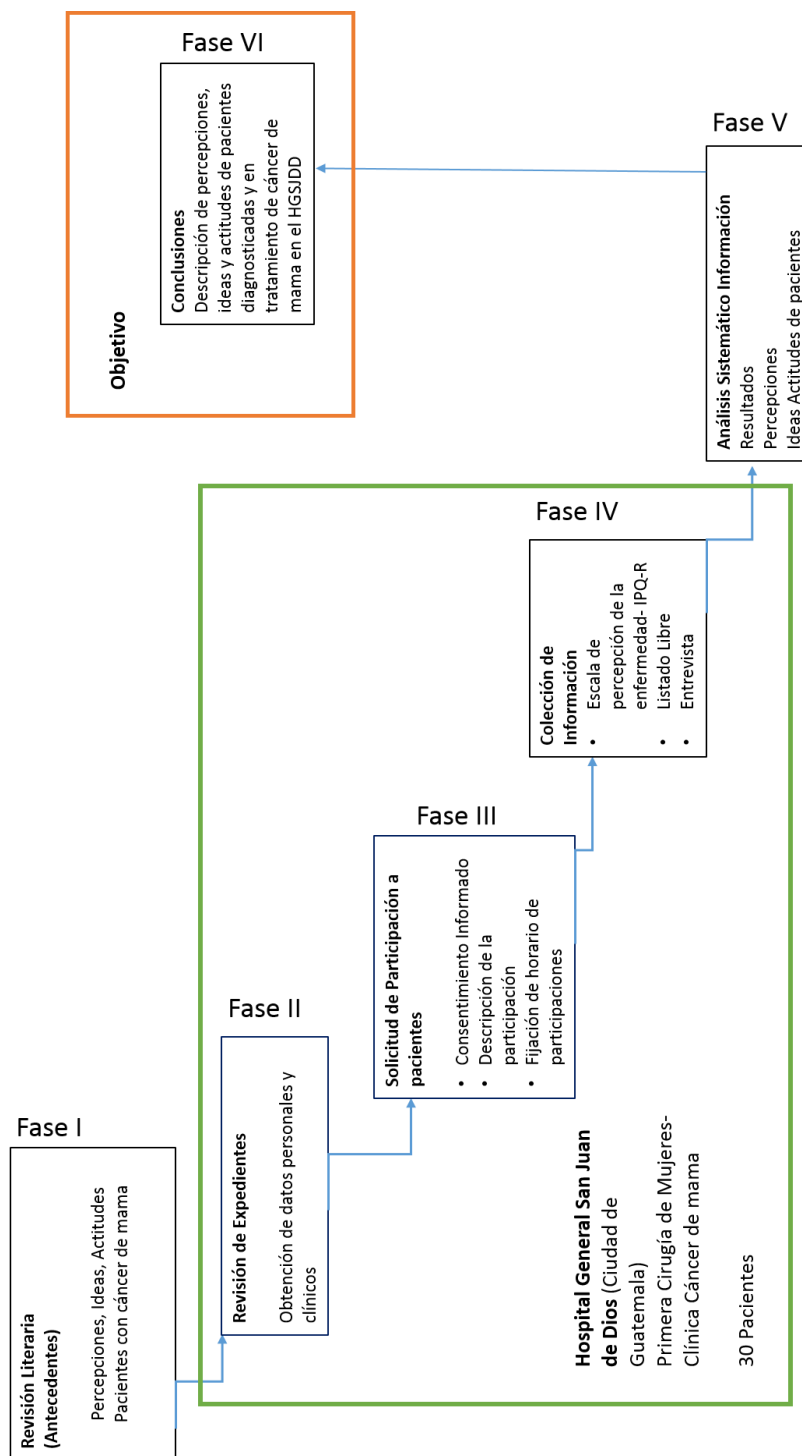 Fase I
Revisión Literaria
(Antecedentes)
Percepciones, Ideas, Actitudes
Pacientes con cáncer de mama
Fase II
Revisión de Expedientes
Obtención de datos personales y
clínicos
Fase III
Solicitud de Participación a
pacientes
• Consentimiento Informado
• Descripción de la
participación
• Fijación de horario de
participaciones
Fase IV
Colección de
Información
• Escala de
percepción de la
enfermedad- IPQ-R
• Listado Libre
• Entrevista
Hospital General San Juan
de Dios (Ciudad de
Guatemala)
Primera Cirugía de Mujeres-
Clínica Cáncer de mama
30 Pacientes
Fase V
Análisis Sistemático Información
Resultados
Percepciones
Ideas Actitudes de pacientes
Objetivo
Fase VI
Conclusiones
Descripción de percepciones,
ideas y actitudes de pacientes
diagnosticadas y en
tratamiento de cáncer de
mama en el HGSJDD